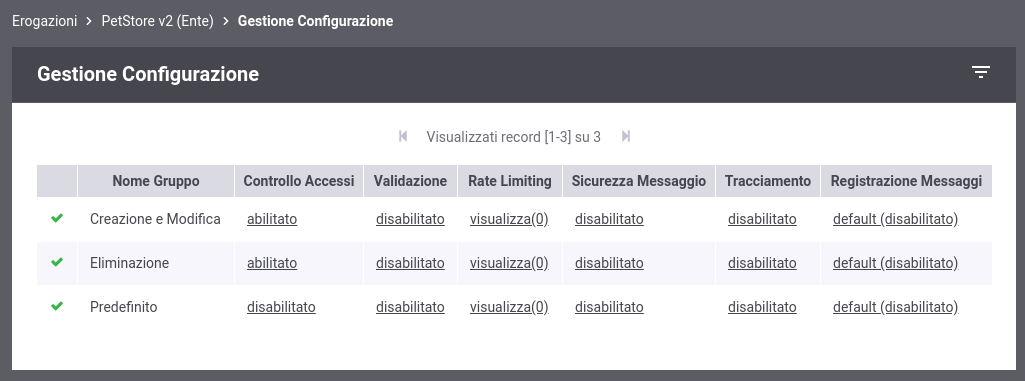 Erogazioni > PetStore v2 (Ente) > Gestione Configurazione
Gestione Configurazione
Visualizzati record [1-3] su 3
Nome Gruppo Controllo Accessi Validazione Rate Limiting Sicurezza Messaggio Tracciamento Registrazione Messaggi
Creazione e Modifica abilitato disabilitato visualizza(0) disabilitato disabilitato default (disabilitato)
Eliminazione abilitato disabilitato visualizza(0) disabilitato disabilitato default (disabilitato)
Predefinito disabilitato disabilitato visualizza(0) disabilitato disabilitato default (disabilitato)